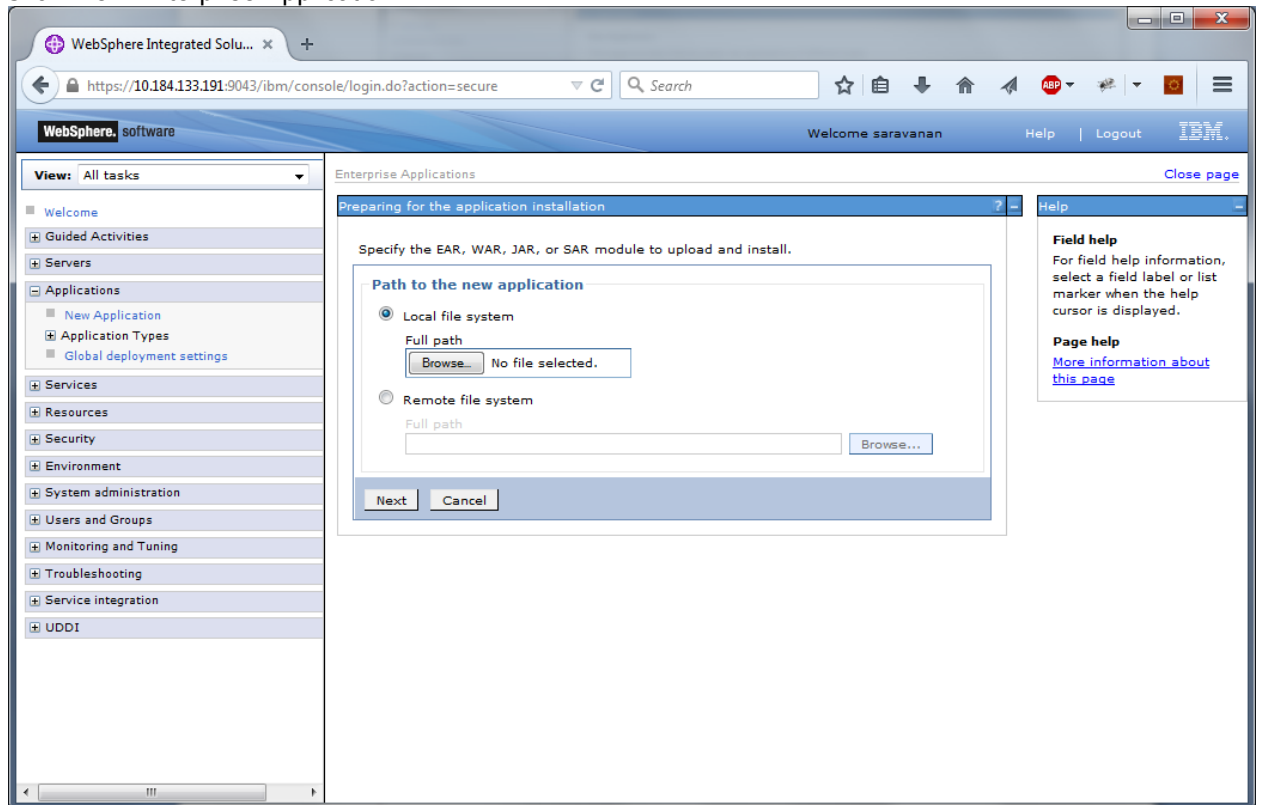 WebSphere Integrated Solu...
https://10.184.133.191:9043/ibm/console/login.do?action=secure
Search
ABP
WebSphere. software
Welcome saravanan
Help | Logout
IBM.
View: All tasks
Welcome
Guided Activities
Servers
Applications
New Application
Application Types
Global deployment settings
Services
Resources
Security
Environment
System administration
Users and Groups
Monitoring and Tuning
Troubleshooting
Service integration
UDDI
Enterprise Applications
Close page
Preparing for the application installation
Specify the EAR, WAR, JAR, or SAR module to upload and install.
Path to the new application
Local file system
Full path
Browse... No file selected.
Remote file system
Full path
Browse...
Next Cancel
Help
Field help
For field help information,
select a field label or list
marker when the help
cursor is displayed.
Page help
More information about
this page